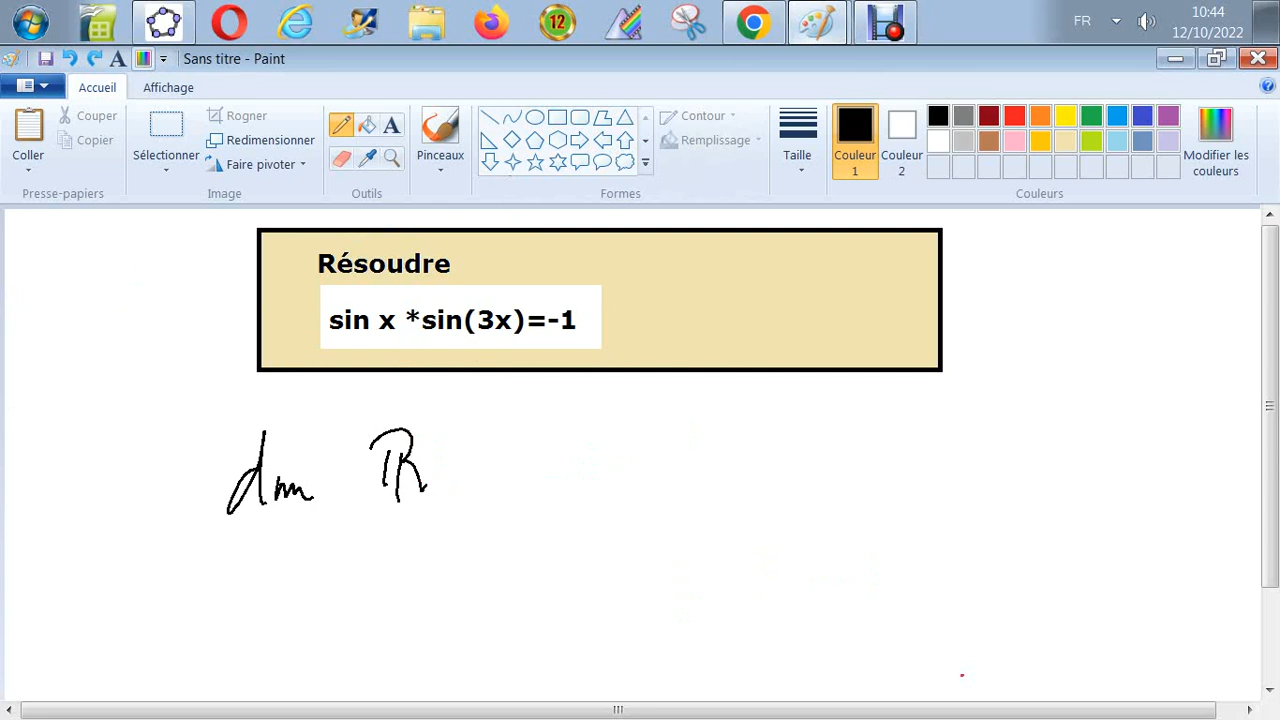 12
FR
10:44
12/10/2022
Sans titre - Paint
Accueil
Affichage
Coller
Couper
Copier
Presse-papiers
Sélectionner
Rogner
Redimensionner
Faire pivoter
Image
A
Outils
Pinceaux
Contour
Remplissage
Formes
Taille
Couleur
1
Couleur
2
Modifier les
couleurs
Couleurs
Résoudre
sin x *sin(3x)=-1
ℝ